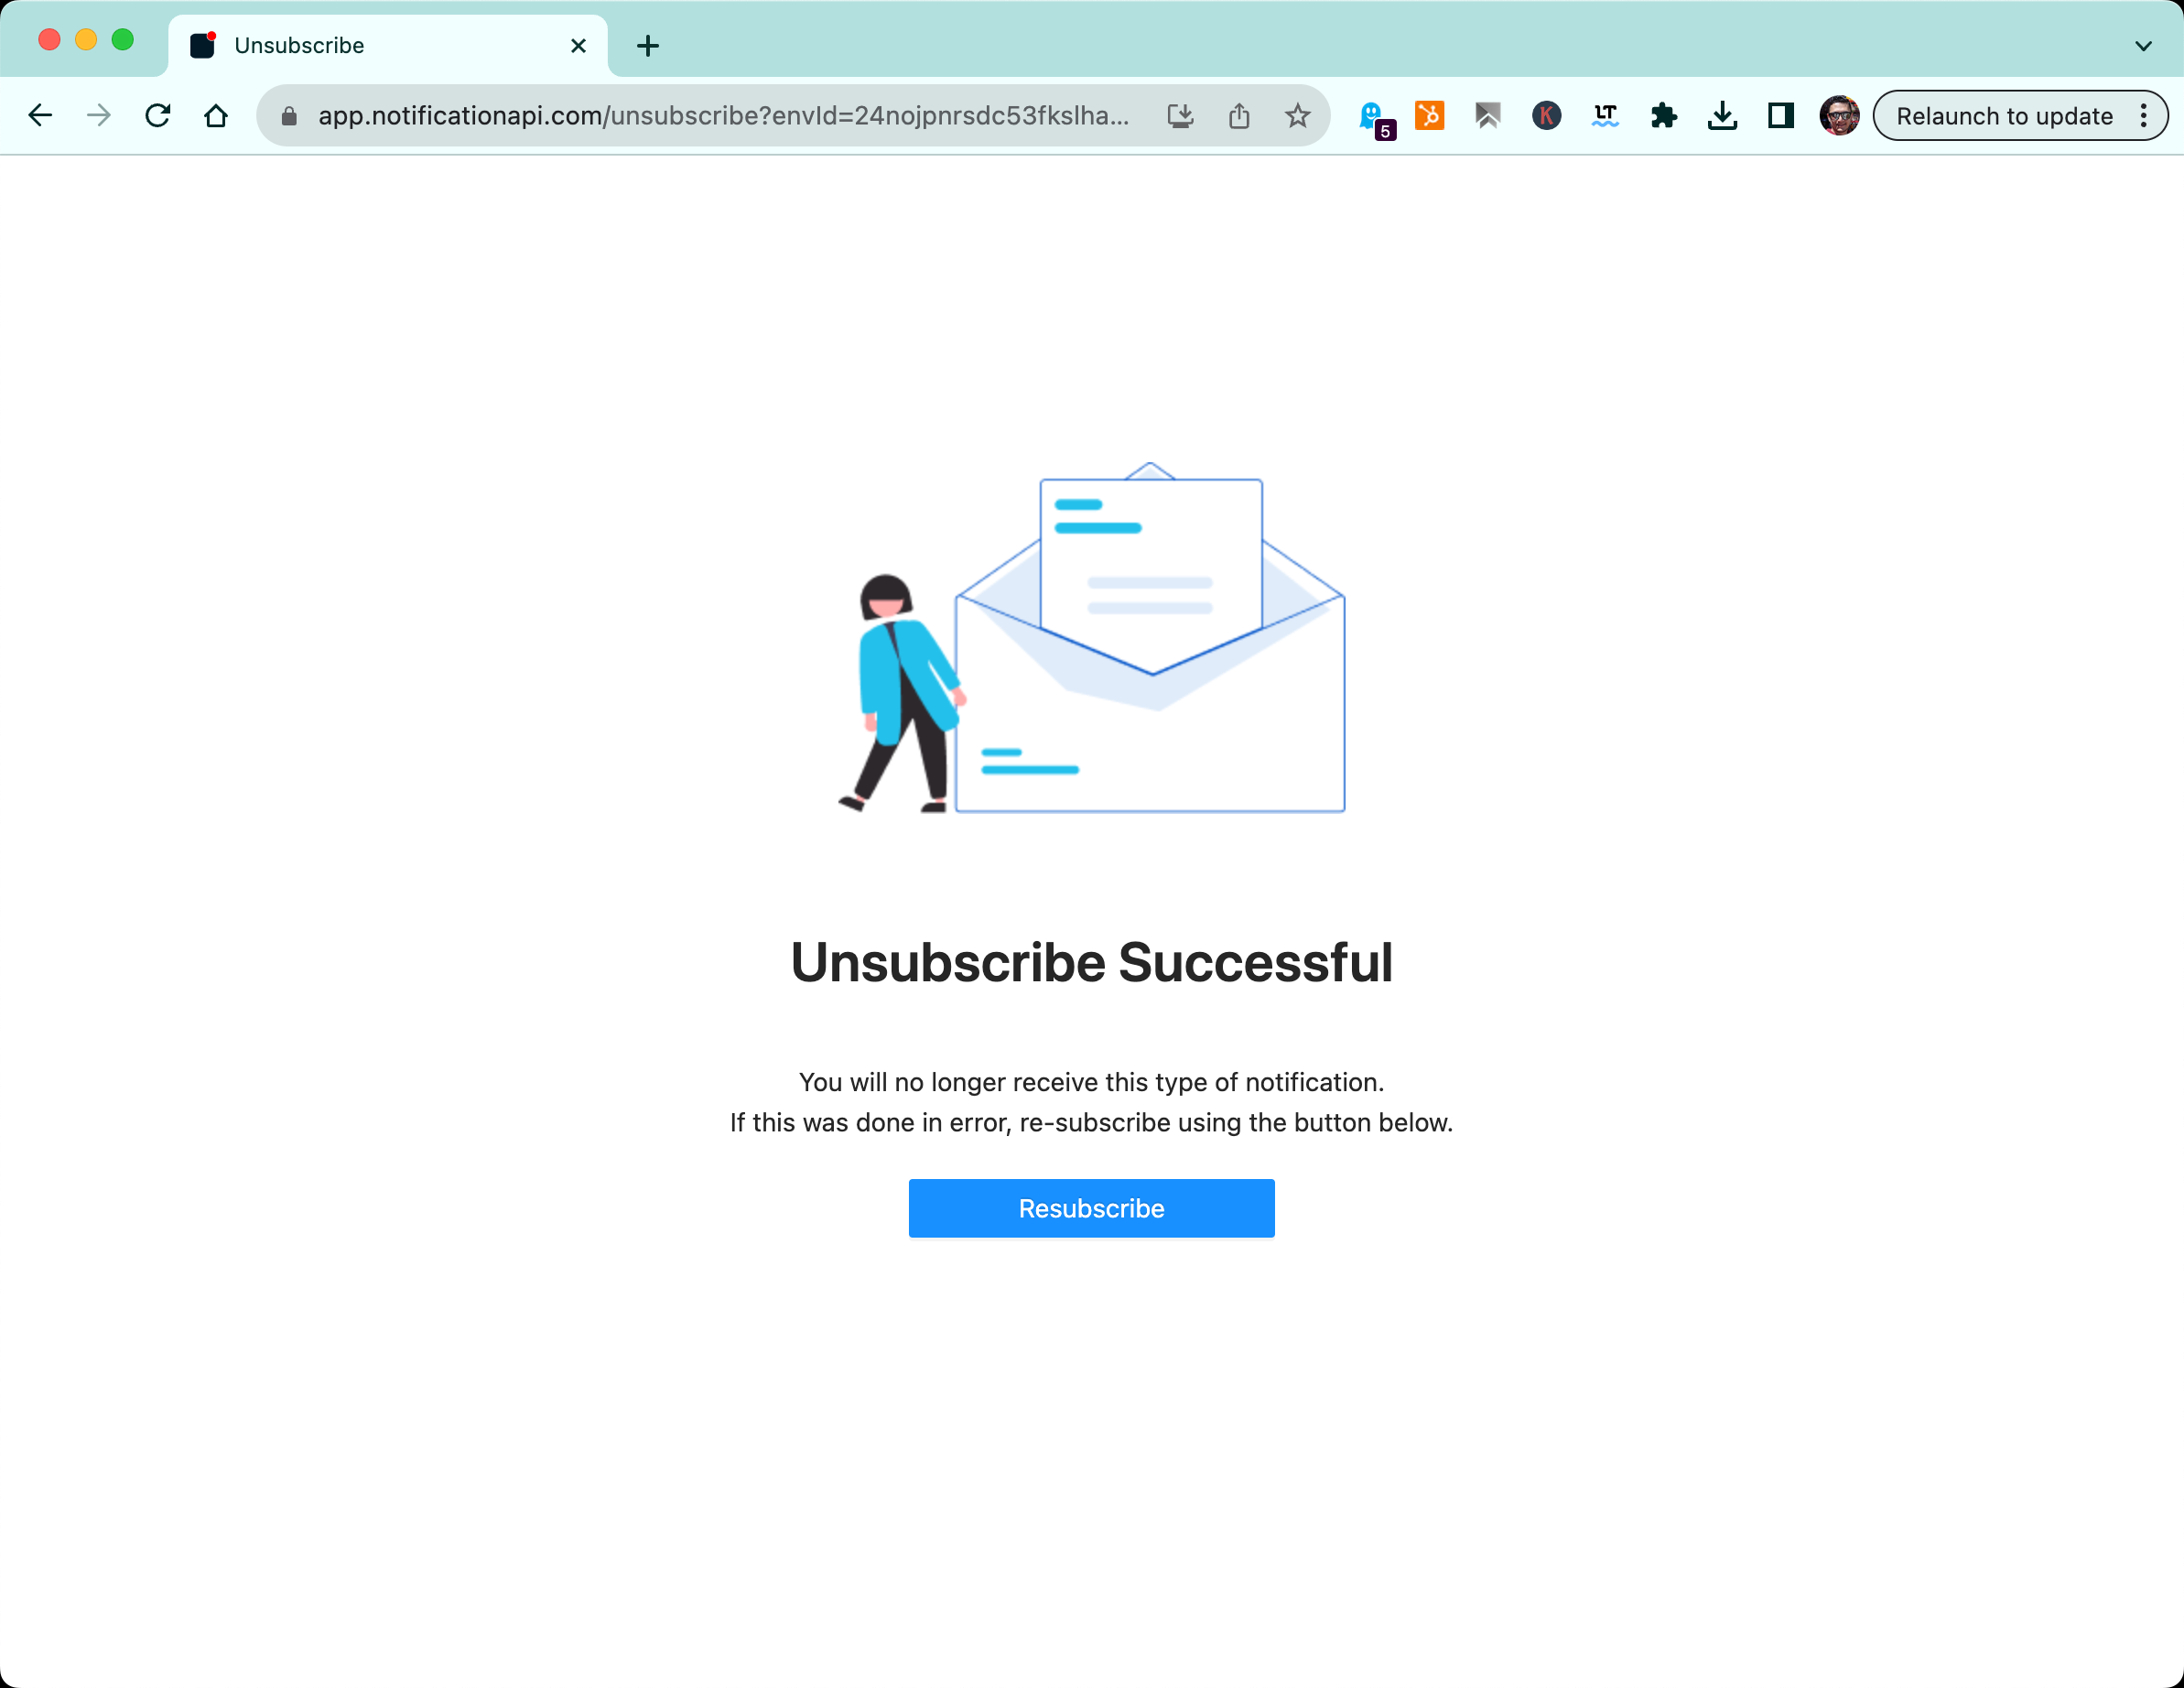 Unsubscribe
app.notificationapi.com/unsubscribe?envId=24nojpnrsdc53fkslha...
5
K
LT
Relaunch to update
Unsubscribe Successful
You will no longer receive this type of notification.
If this was done in error, re-subscribe using the button below.
Resubscribe